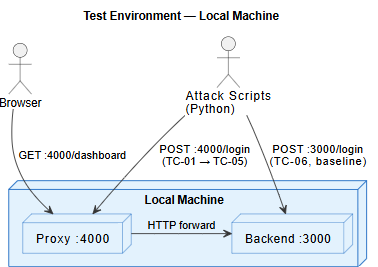 Test Environment — Local Machine
Browser
Attack Scripts
(Python)
GET :4000/dashboard
POST :4000/login
(TC-01 → TC-05)
POST :3000/login
(TC-06, baseline)
Local Machine
Proxy :4000
HTTP forward
Backend :3000